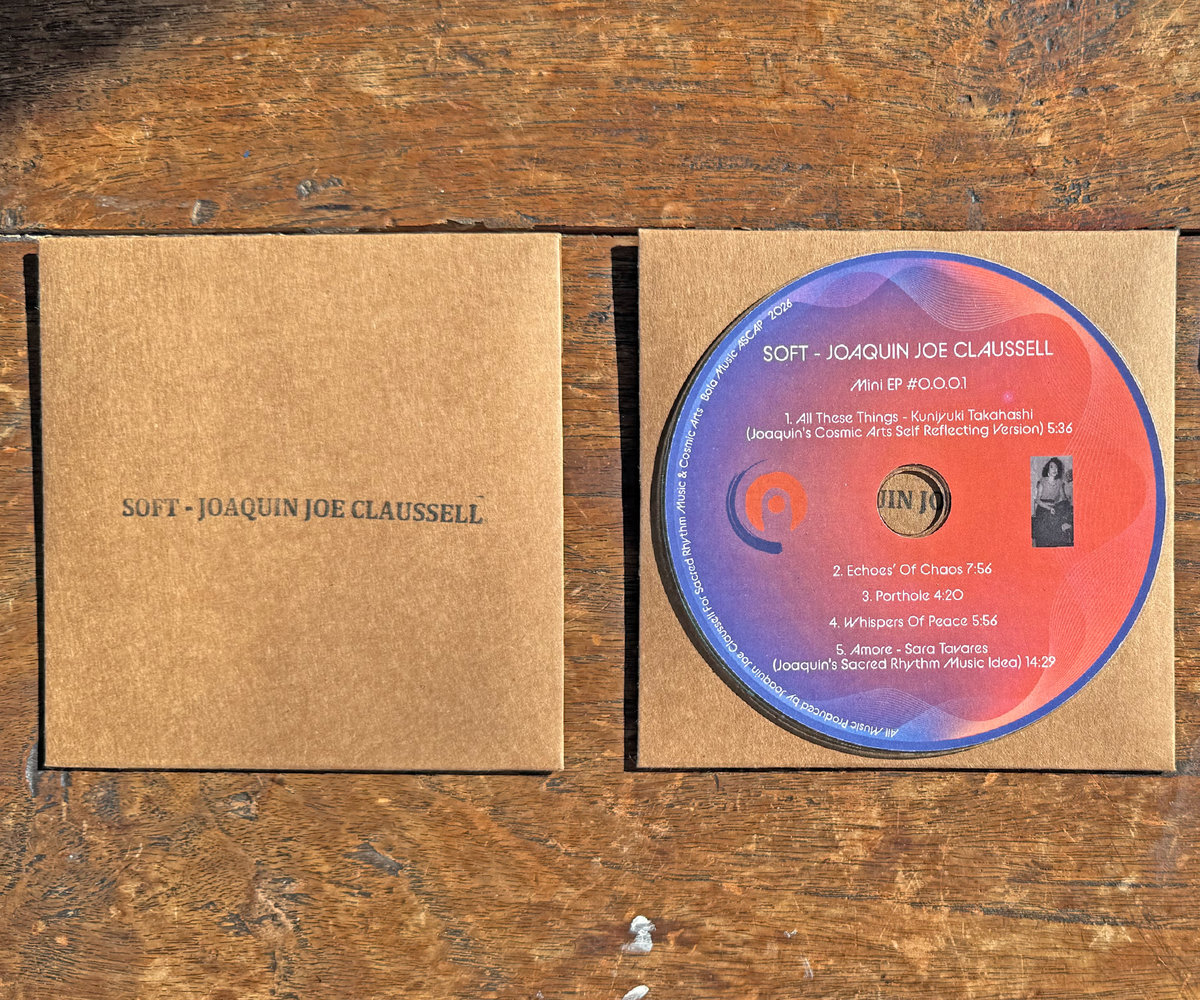 SOFT - JOAQUIN JOE CLAUSSELL
SOFT - JOAQUIN JOE CLAUSSELL
Mini EP #0.0.0.1
1. All These Things - Kuniyuki Takahashi
(Joaquin's Cosmic Arts Self Reflecting Version) 5:36
UIN JO
2. Echoes' Of Chaos 7:56
3. Porthole 4:20
4. Whispers Of Peace 5:56
5. Amore - Sara Tavares
(Joaquin's Sacred Rhythm Music Idea) 14:29
All Music Produced by Joaquin Joe Claussell For Sacred Rhythm Music & Cosmic Arts - Bola Music ASCAP 2026